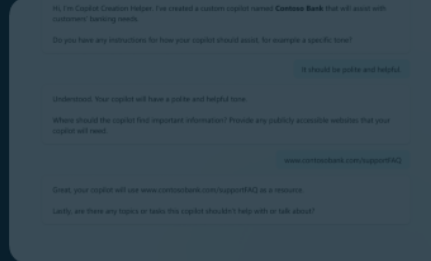 Hi, I'm Copilot Creation Helper. I've created a custom copilot named Contoso Bank that will assist with
customers' banking needs.
Do you have any instructions for how your copilot should assist, for example a specific tone?
It should be polite and helpful
Understood. Your copilot will have a polite and helpful tone.
Where should the copilot find important information? Provide any publicly accessible websites that your
copilot will need.
www.contosobank.com/supportFAQ
Great, your copilot will use www.contosobank.com/supportFAQ as a resource.
Lastly, are there any topics or tasks this copilot shouldn't help with or talk about?